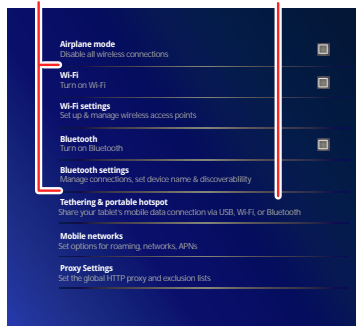 Airplane mode
Disable all wireless connections
Wi-Fi
Turn on Wi-Fi
Wi-Fi settings
Set up & manage wireless access points
Bluetooth
Turn on Bluetooth
Bluetooth settings
Manage connections, set device name & discoverablility
Tethering & portable hotspot
Share your tablet's mobile data connection via USB, Wi-Fi, or Bluetooth
Mobile networks
Set options for roaming, networks, APNs
Proxy Settings
Set the global HTTP proxy and exclusion lists